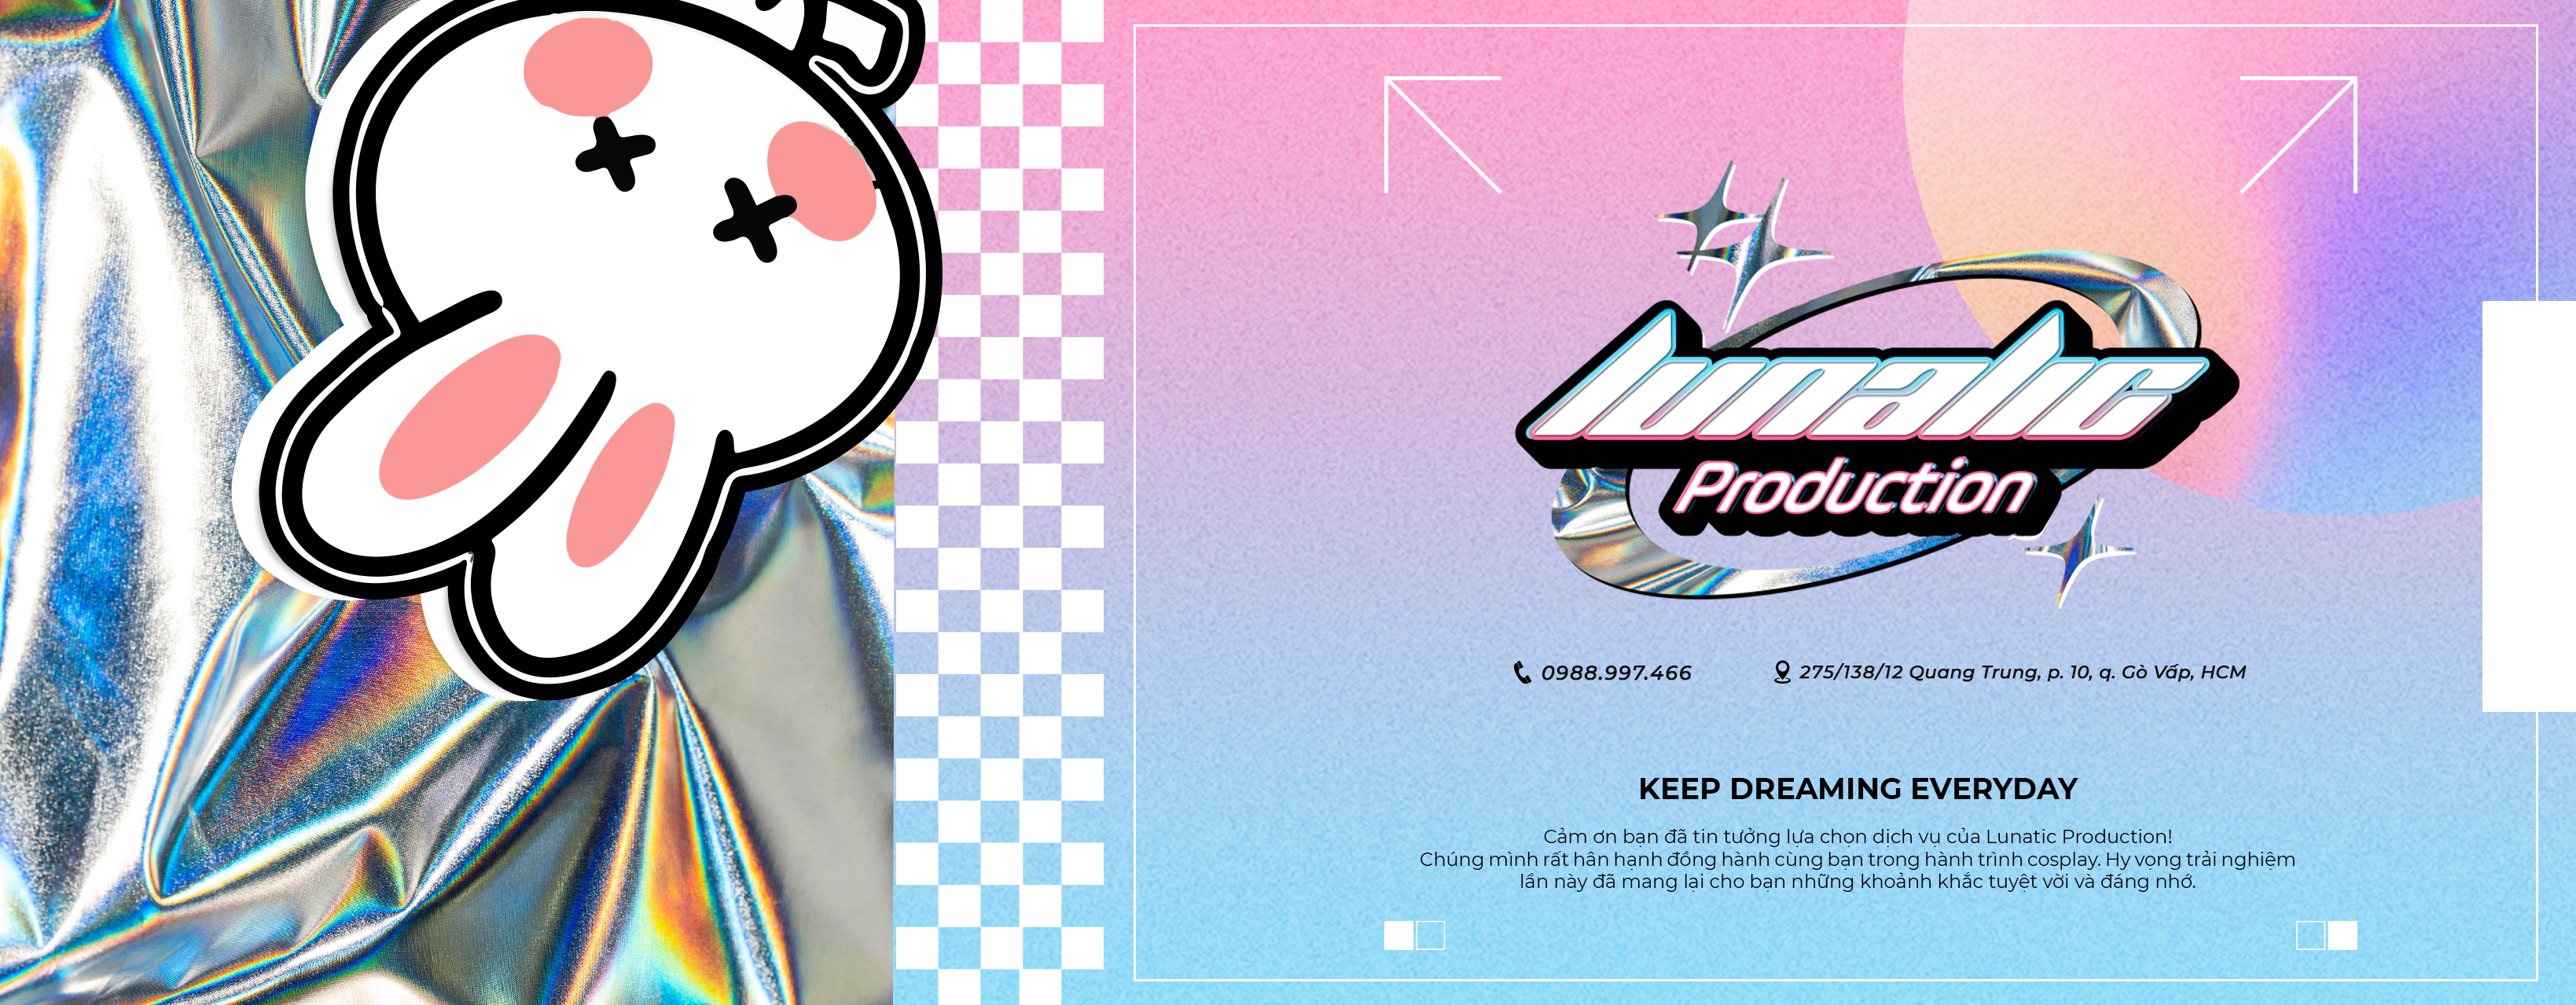 lunatic
Production
0988.997.466
275/138/12 Quang Trung, p. 10, q. Gò Vấp, HCM
KEEP DREAMING EVERYDAY
Cảm ơn bạn đã tin tưởng lựa chọn dịch vụ của Lunatic Production!
Chúng mình rất hân hạnh đồng hành cùng bạn trong hành trình cosplay. Hy vọng trải nghiệm
lần này đã mang lại cho bạn những khoảnh khắc tuyệt vời và đáng nhớ.